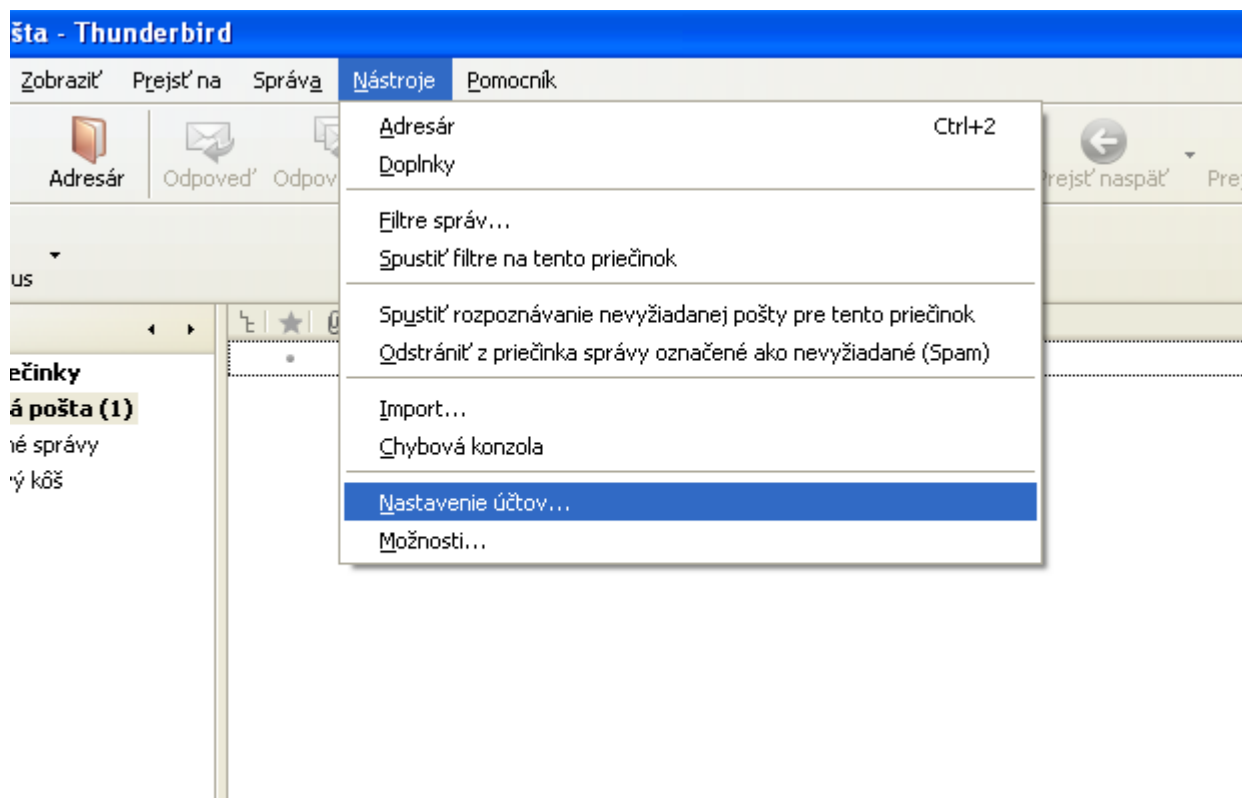 šta - Thunderbird
Zobraziť Prejsť na Správa Nástroje Pomocník
Adresár Ctrl+2
Doplnky
Adresár Odpoveď Odpov Prejsť naspäť Prej
Filtre správ...
Spustiť filtre na tento priečinok
us
Spustiť rozpoznávanie nevyžiadanej pošty pre tento priečinok
Odstrániť z priečinka správy označené ako nevyžiadané (Spam)
ečinky
á pošta (1)
Import...
né správy
Chybová konzola
ý kôš
Nastavenie účtov...
Možnosti...